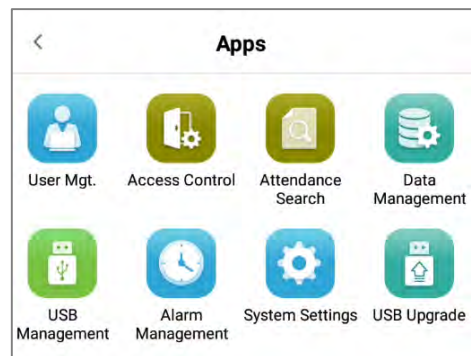 Apps
User Mgt. Access Control Attendance Search Data Management
USB Management Alarm Management System Settings USB Upgrade